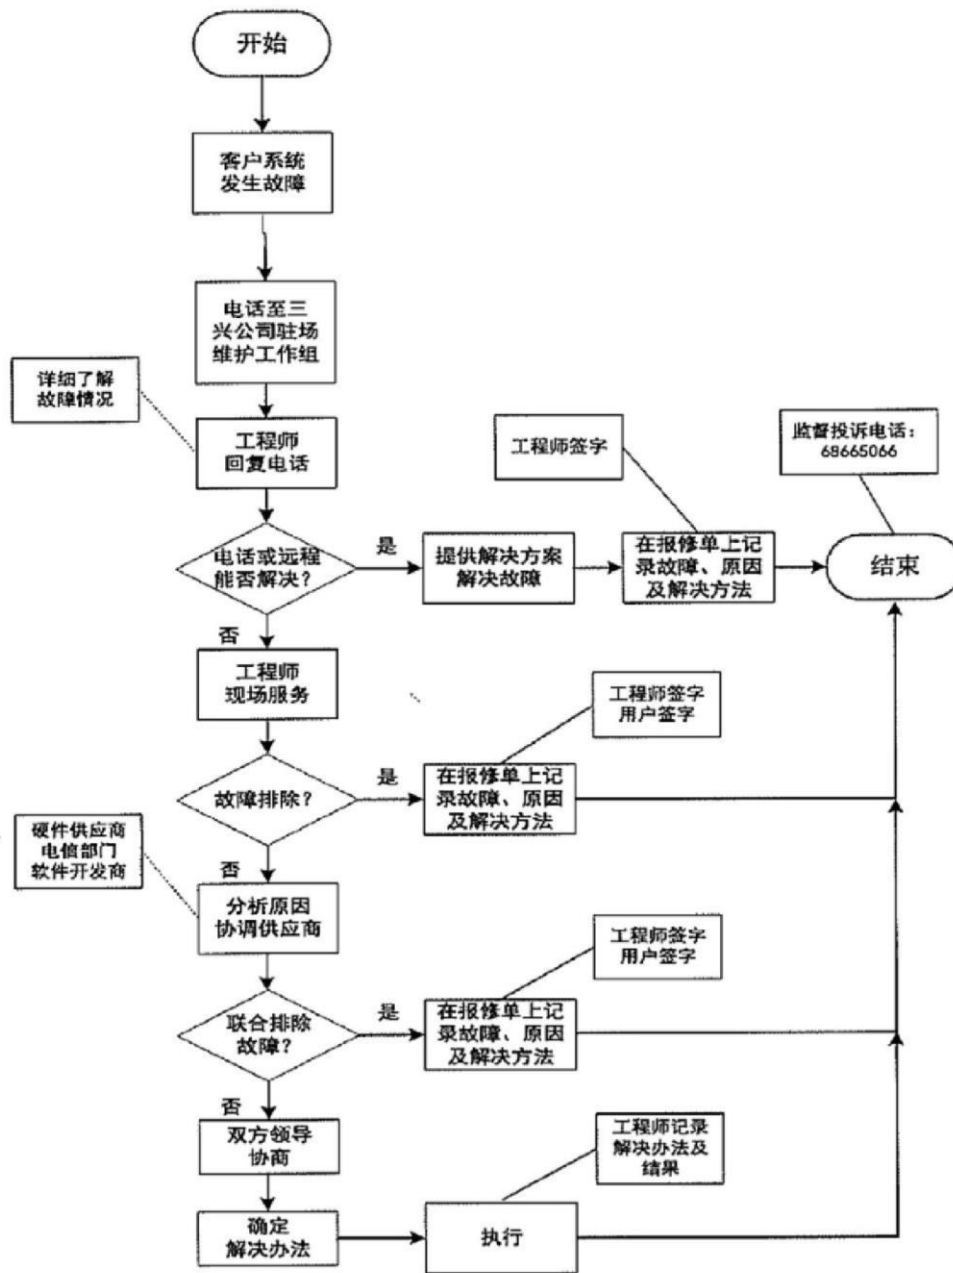 开始
客户系统
发生故障
电话至三
兴公司驻场
维护工作组
详细了解
故障情况
工程师
回复电话
工程师签字
监督投诉电话：
68665066
电话或远程
能否解决？
是
提供解决方案
解决故障
在报修单上记
录故障、原因
及解决方法
结束
否
工程师
现场服务
工程师签字
用户签字
故障排除？
是
在报修单上记
录故障、原因
及解决方法
硬件供应商
电信部门
软件开发商
否
分析原因
协调供应商
工程师签字
用户签字
联合排除
故障？
是
在报修单上记
录故障、原因
及解决方法
否
双方领导
协商
工程师记录
解决办法及
结果
确定
解决办法
执行